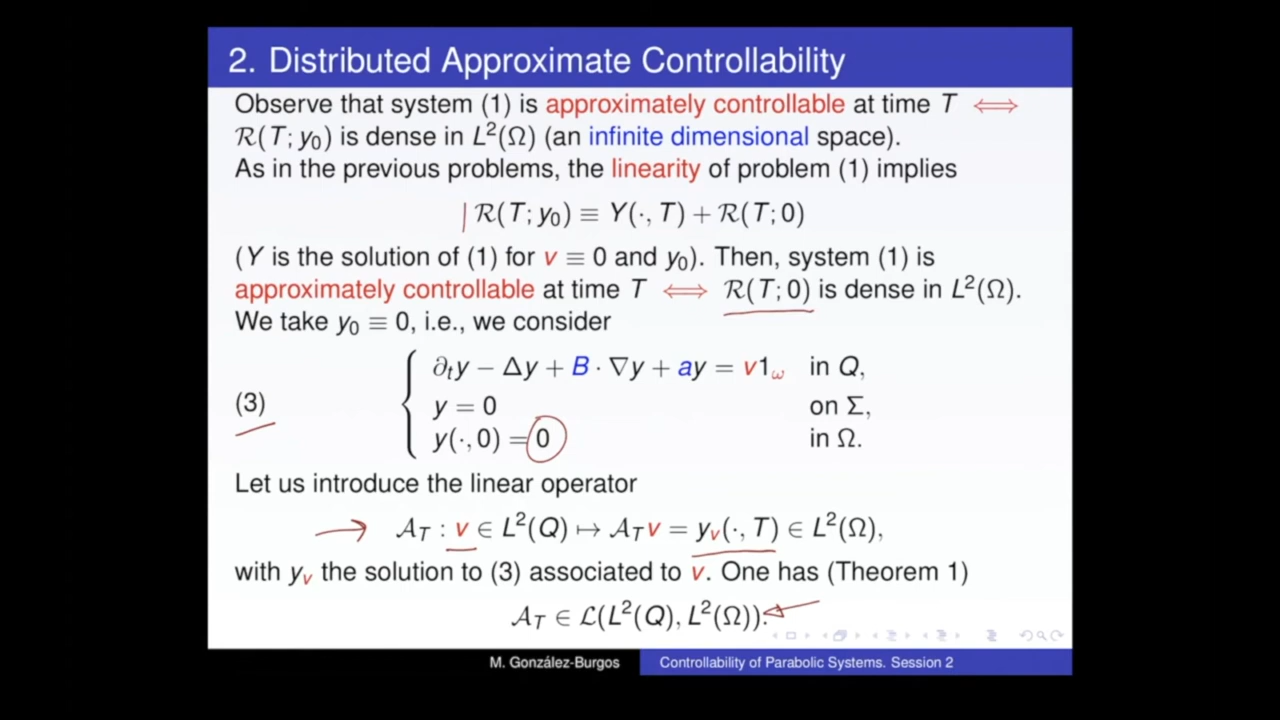 2. Distributed Approximate Controllability
Observe that system (1) is approximately controllable at time T ⟺
R(T; y₀) is dense in L²(Ω) (an infinite dimensional space).
As in the previous problems, the linearity of problem (1) implies
R(T; y₀) ≡ Y(·, T) + R(T; 0)
(Y is the solution of (1) for v ≡ 0 and y₀). Then, system (1) is
approximately controllable at time T ⟺ R(T; 0) is dense in L²(Ω).
We take y₀ ≡ 0, i.e., we consider
∂ₜy − Δy + B · ∇y + ay = v1_ω in Q,
(3) y = 0 on Σ,
y(·, 0) = 0 in Ω.
Let us introduce the linear operator
A_T : v ∈ L²(Q) ↦ A_T v = y_v(·, T) ∈ L²(Ω),
with y_v the solution to (3) associated to v. One has (Theorem 1)
A_T ∈ L(L²(Q), L²(Ω)).
M. González-Burgos Controllability of Parabolic Systems. Session 2